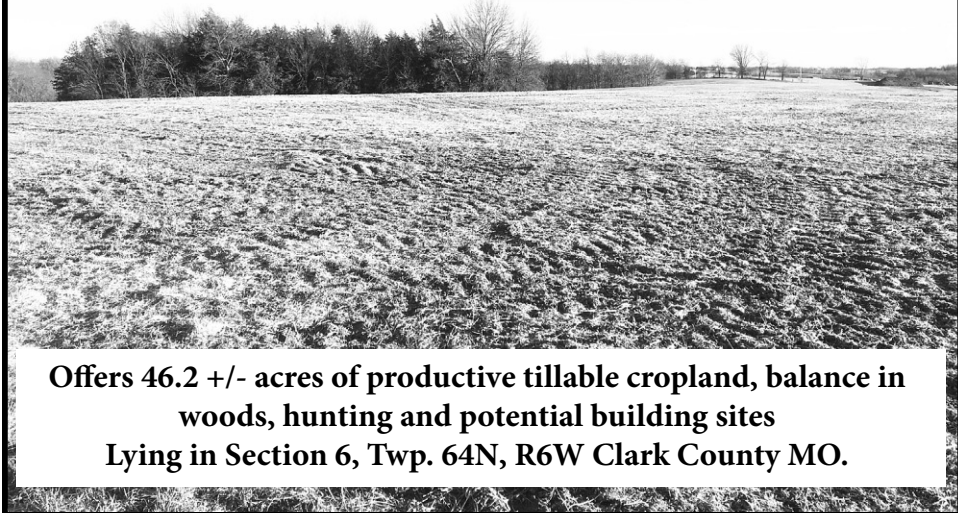 Offers 46.2 +/- acres of productive tillable cropland, balance in
woods, hunting and potential building sites
Lying in Section 6, Twp. 64N, R6W Clark County MO.